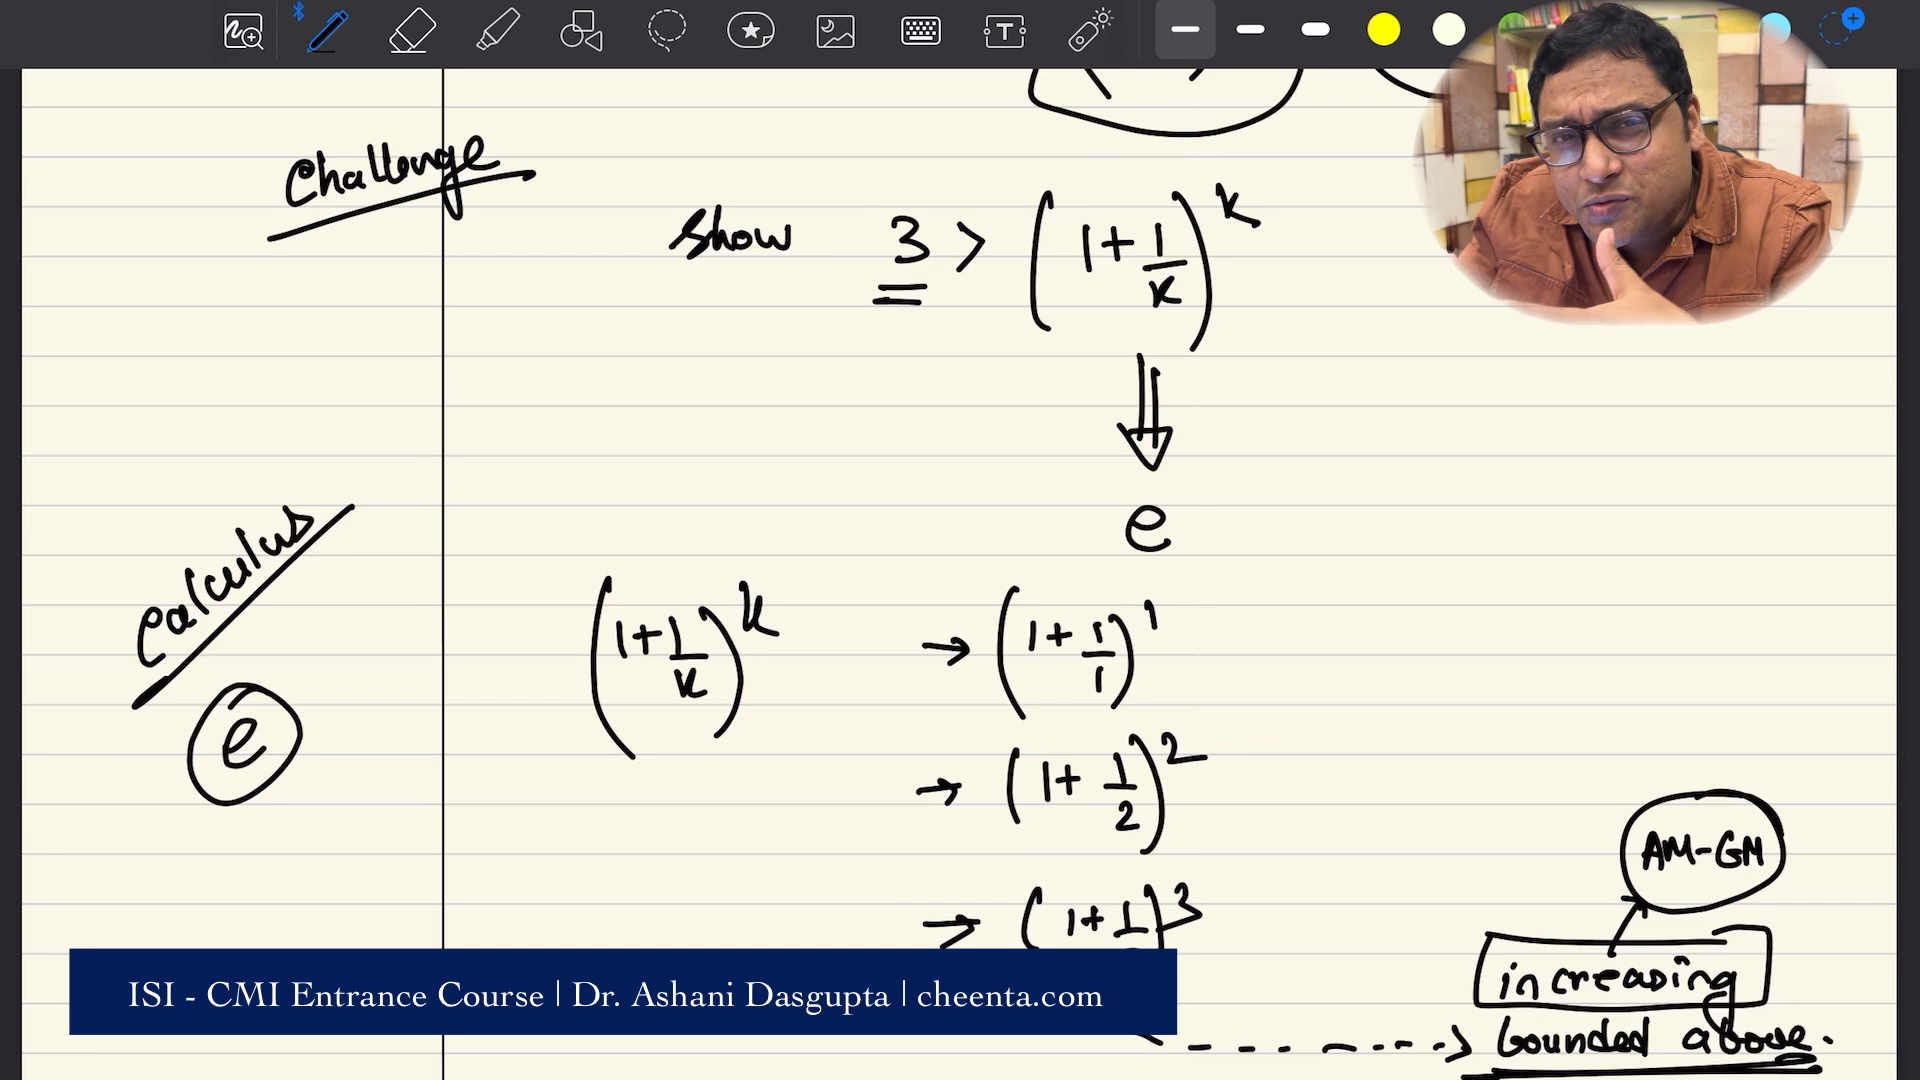 Challenge
Show 3 > (1 + 1/k)^k
e
Calculus
e
(1 + 1/k)^k → (1 + 1/1)^1
→ (1 + 1/2)^2
→ (1 + 1
)^3
AM-GM
increasing
bounded above.
ISI - CMI Entrance Course | Dr. Ashani Dasgupta | cheenta.com
T